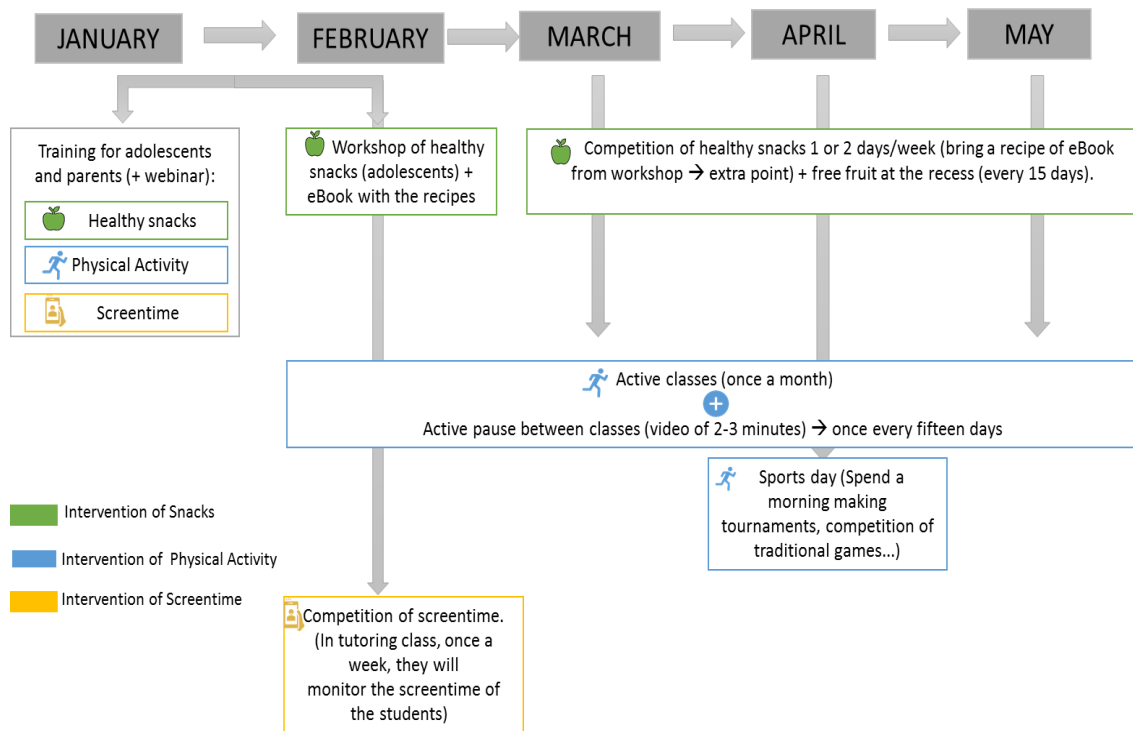 JANUARY
FEBRUARY
MARCH
APRIL
MAY
Training for adolescents
and parents (+ webinar):
Healthy snacks
Physical Activity
Screentime
Workshop of healthy
snacks (adolescents) +
eBook with the recipes
Competition of healthy snacks 1 or 2 days/week (bring a recipe of eBook
from workshop → extra point) + free fruit at the recess (every 15 days).
Active classes (once a month)
+
Active pause between classes (video of 2-3 minutes) → once every fifteen days
Sports day (Spend a
morning making
tournaments, competition of
traditional games...)
Intervention of Snacks
Intervention of Physical Activity
Intervention of Screentime
Competition of screentime.
(In tutoring class, once a
week, they will
monitor the screentime of
the students)